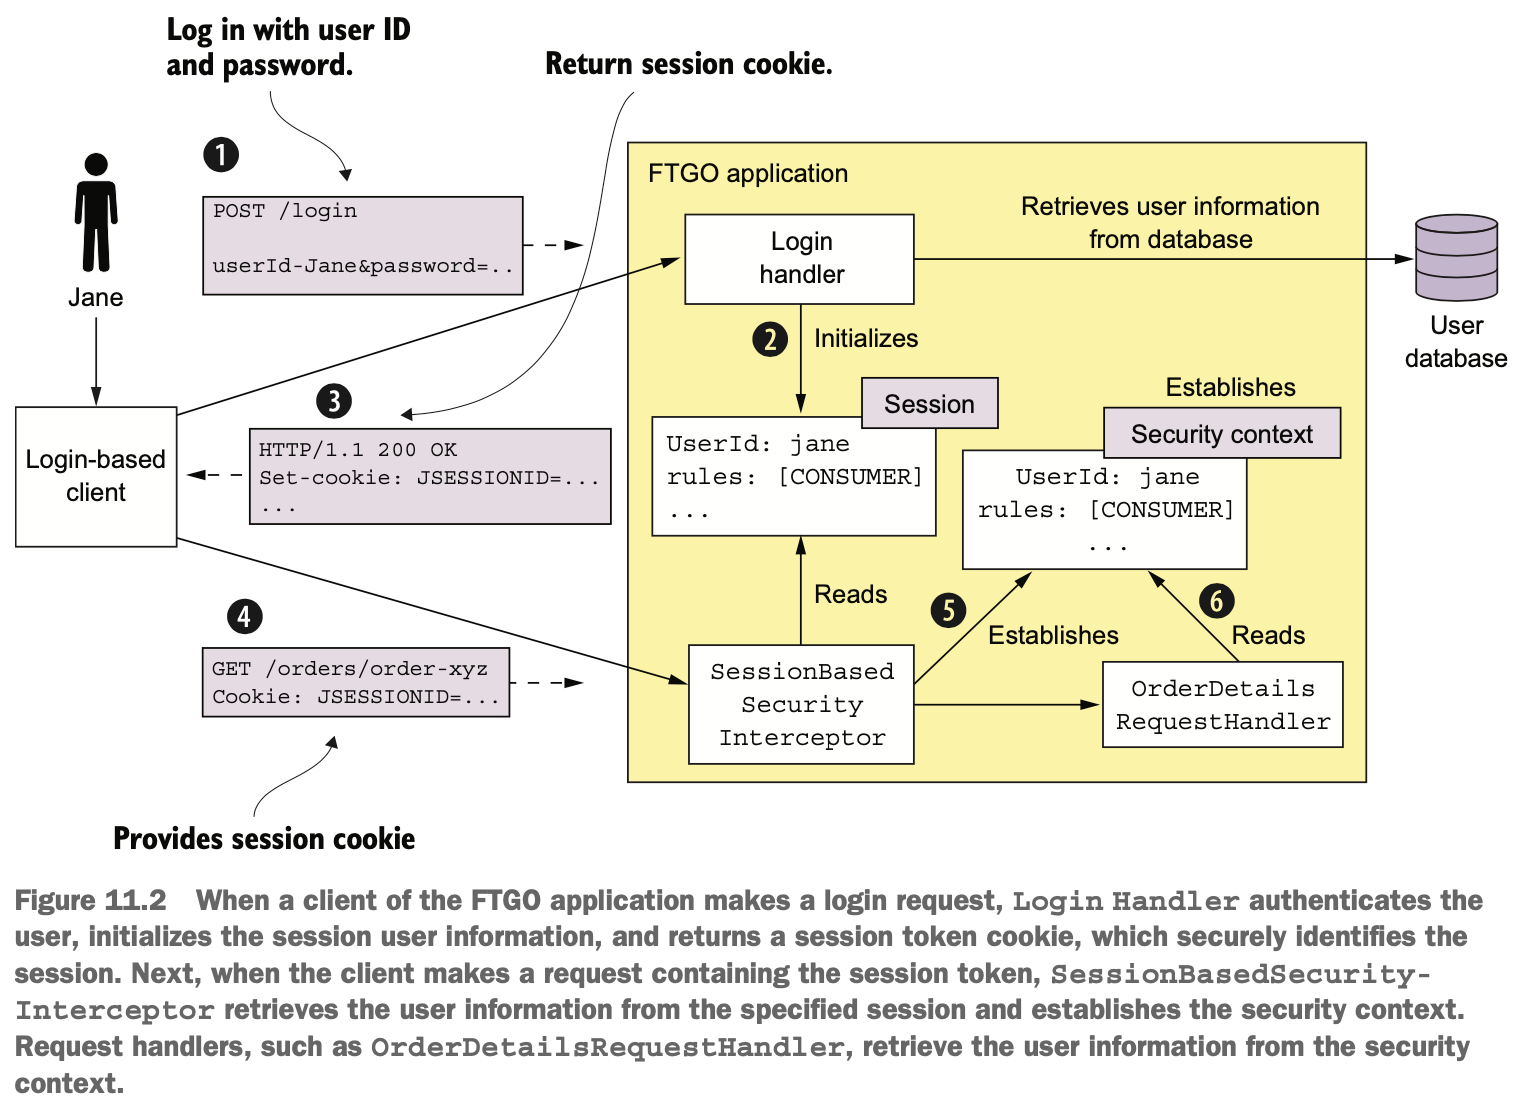 Log in with user ID
and password.
Return session cookie.
1
POST /login
userId-Jane&password=..
Jane
FTGO application
Login
handler
Retrieves user information
from database
User
database
2
Initializes
3
HTTP/1.1 200 OK
Set-cookie: JSESSIONID=...
...
Login-based
client
Session
UserId: jane
rules: [CONSUMER]
...
Establishes
Security context
UserId: jane
rules: [CONSUMER]
...
Reads
5
Establishes
6
Reads
4
GET /orders/order-xyz
Cookie: JSESSIONID=...
SessionBased
Security
Interceptor
OrderDetails
RequestHandler
Provides session cookie
Figure 11.2 When a client of the FTGO application makes a login request, Login Handler authenticates the
user, initializes the session user information, and returns a session token cookie, which securely identifies the
session. Next, when the client makes a request containing the session token, SessionBasedSecurity-
Interceptor retrieves the user information from the specified session and establishes the security context.
Request handlers, such as OrderDetailsRequestHandler, retrieve the user information from the security
context.